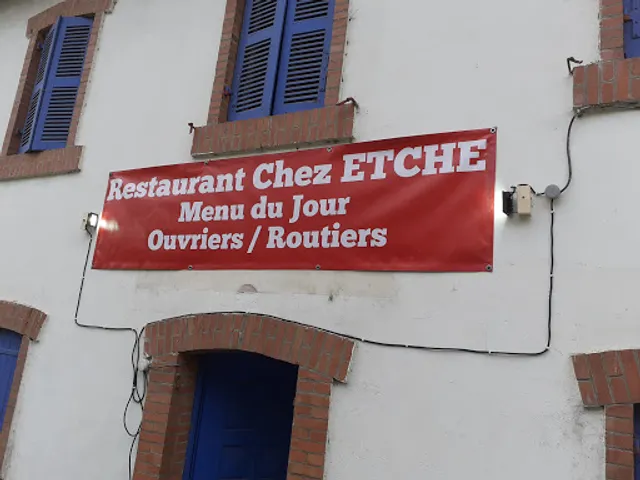 Restaurant Chez ETCHE
Menu du Jour
Ouvriers / Routiers